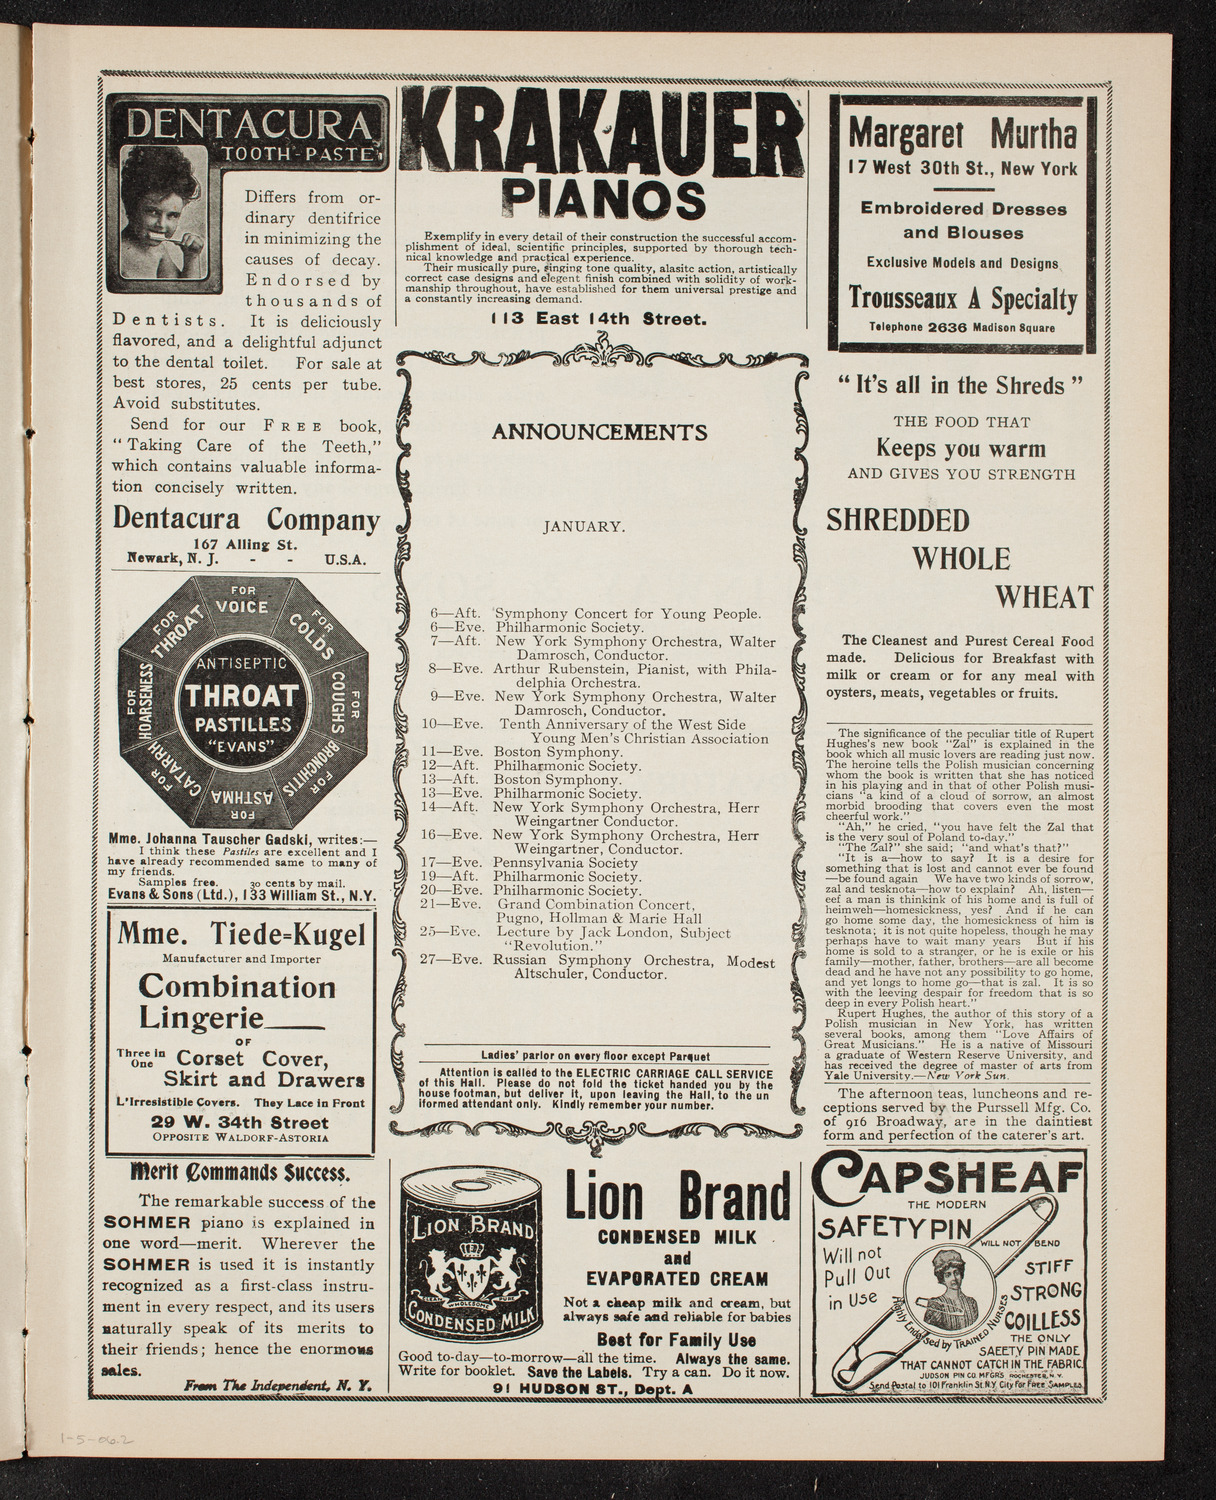 DENTACURA
TOOTH-PASTE
Differs from or-
dinary dentifrice
in minimizing the
causes of decay.
Endorsed by
thousands of
Dentists. It is deliciously
flavored, and a delightful adjunct
to the dental toilet. For sale at
best stores, 25 cents per tube.
Avoid substitutes.
Send for our FREE book,
"Taking Care of the Teeth,"
which contains valuable informa-
tion concisely written.
Dentacura Company
167 Alling St.
Newark, N. J. - - U.S.A.
FOR VOICE
FOR COLDS
FOR COUGHS
FOR BRONCHITIS
FOR ASTHMA
FOR CATARRH
FOR HOARSENESS
FOR THROAT
ANTISEPTIC
THROAT
PASTILLES
"EVANS"
Mme. Johanna Tauscher Gadski, writes:—
I think these Pastiles are excellent and I
have already recommended same to many of
my friends.
Samples free. 30 cents by mail.
Evans & Sons (Ltd.), 133 William St., N.Y.
Mme. Tiede=Kugel
Manufacturer and Importer
Combination
Lingerie
OF
Three in One Corset Cover,
Skirt and Drawers
L'Irresistible Covers. They Lace in Front
29 W. 34th Street
OPPOSITE WALDORF-ASTORIA
Merit Commands Success.
The remarkable success of the
SOHMER piano is explained in
one word—merit. Wherever the
SOHMER is used it is instantly
recognized as a first-class instru-
ment in every respect, and its users
naturally speak of its merits to
their friends; hence the enormous
sales.
From The Independent, N. Y.
KRAKAUER
PIANOS
Exemplify in every detail of their construction the successful accom-
plishment of ideal, scientific principles, supported by thorough tech-
nical knowledge and practical experience.
Their musically pure, singing tone quality, alasitc action, artistically
correct case designs and elegent finish combined with solidity of work-
manship throughout, have established for them universal prestige and
a constantly increasing demand.
113 East 14th Street.
ANNOUNCEMENTS
JANUARY.
6—Aft. Symphony Concert for Young People.
6—Eve. Philharmonic Society.
7—Aft. New York Symphony Orchestra, Walter
Damrosch, Conductor.
8—Eve. Arthur Rubenstein, Pianist, with Phila-
delphia Orchestra.
9—Eve. New York Symphony Orchestra, Walter
Damrosch, Conductor.
10—Eve. Tenth Anniversary of the West Side
Young Men's Christian Association
11—Eve. Boston Symphony.
12—Aft. Philharmonic Society.
13—Aft. Boston Symphony.
13—Eve. Philharmonic Society.
14—Aft. New York Symphony Orchestra, Herr
Weingartner Conductor.
16—Eve. New York Symphony Orchestra, Herr
Weingartner, Conductor.
17—Eve. Pennsylvania Society
19—Aft. Philharmonic Society.
20—Eve. Philharmonic Society.
21—Eve. Grand Combination Concert,
Pugno, Hollman & Marie Hall
25—Eve. Lecture by Jack London, Subject
"Revolution."
27—Eve. Russian Symphony Orchestra, Modest
Altschuler, Conductor.
Ladies' parlor on every floor except Parquet
Attention is called to the ELECTRIC CARRIAGE CALL SERVICE
of this Hall. Please do not fold the ticket handed you by the
house footman, but deliver it, upon leaving the Hall, to the un
iformed attendant only. Kindly remember your number.
LION BRAND
CLEAN WHOLESOME PURE
CONDENSED MILK
Lion Brand
CONDENSED MILK
and
EVAPORATED CREAM
Not a cheap milk and cream, but
always safe and reliable for babies
Best for Family Use
Good to-day—to-morrow—all the time. Always the same.
Write for booklet. Save the Labels. Try a can. Do it now.
91 HUDSON ST., Dept. A
Margaret Murtha
17 West 30th St., New York
Embroidered Dresses
and Blouses
Exclusive Models and Designs
Trousseaux A Specialty
Telephone 2636 Madison Square
"It's all in the Shreds"
THE FOOD THAT
Keeps you warm
AND GIVES YOU STRENGTH
SHREDDED
WHOLE
WHEAT
The Cleanest and Purest Cereal Food
made. Delicious for Breakfast with
milk or cream or for any meal with
oysters, meats, vegetables or fruits.
The significance of the peculiar title of Rupert
Hughes's new book "Zal" is explained in the
book which all music lovers are reading just now.
The heroine tells the Polish musician concerning
whom the book is written that she has noticed
in his playing and in that of other Polish musi-
cians "a kind of a cloud of sorrow, an almost
morbid brooding that covers even the most
cheerful work."
"Ah," he cried, "you have felt the Zal that
is the very soul of Poland to-day."
"The Zal?" she said; "and what's that?"
"It is a—how to say? It is a desire for
something that is lost and cannot ever be found
—be found again We have two kinds of sorrow,
zal and tesknota—how to explain? Ah, listen—
eef a man is thinkink of his home and is full of
heimweh—homesickness, yes? And if he can
go home some day, the homesickness of him is
tesknota; it is not quite hopeless, though he may
perhaps have to wait many years But if his
home is sold to a stranger, or he is exile or his
family—mother, father, brothers—are all become
dead and he have not any possibility to go home,
and yet longs to home go—that is zal. It is so
with the leeving despair for freedom that is so
deep in every Polish heart."
Rupert Hughes, the author of this story of a
Polish musician in New York, has written
several books, among them "Love Affairs of
Great Musicians." He is a native of Missouri
a graduate of Western Reserve University, and
has received the degree of master of arts from
Yale University.—New York Sun.
The afternoon teas, luncheons and re-
ceptions served by the Purssell Mfg. Co.
of 916 Broadway, are in the daintiest
form and perfection of the caterer's art.
CAPSHEAF
THE MODERN
SAFETY PIN
WILL NOT BEND
Will not
Pull Out
in Use
STIFF
STRONG
COILLESS
Highly Endorsed by TRAINED NURSES
THE ONLY
SAFETY PIN MADE
THAT CANNOT CATCH IN THE FABRIC.
JUDSON PIN CO. MFGRS ROCHESTER, N. Y.
Send Postal to 101 Franklin St. N.Y. City For FREE SAMPLES.
1-5-06.2